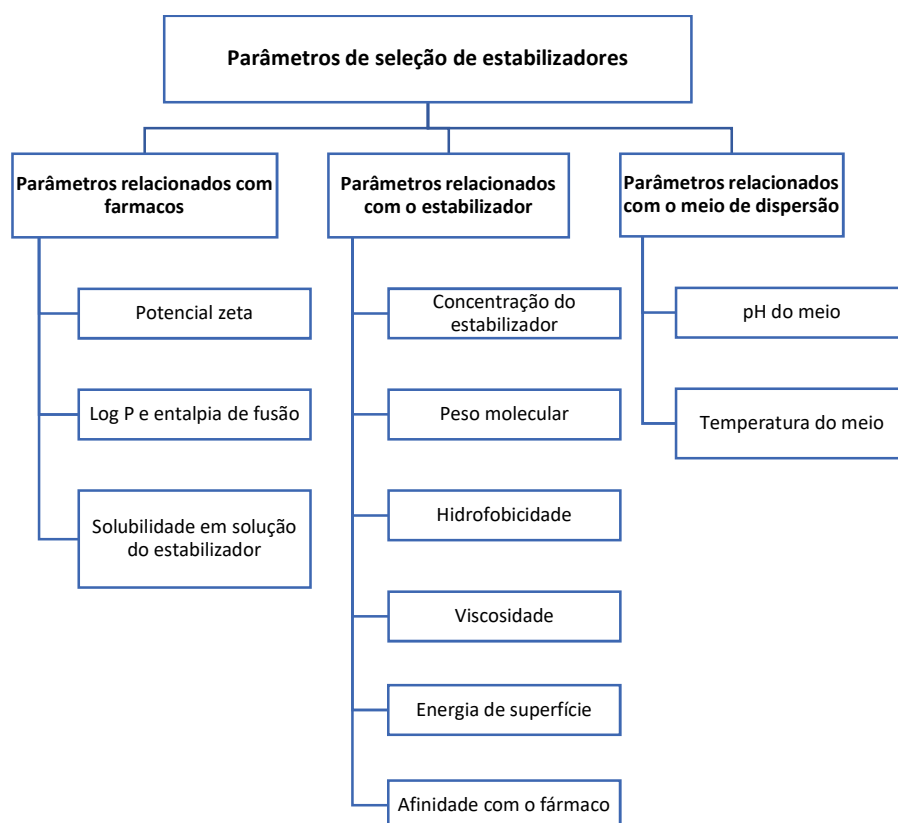 Parâmetros de seleção de estabilizadores
Parâmetros relacionados com
farmacos
Potencial zeta
Log P e entalpia de fusão
Solubilidade em solução
do estabilizador
Parâmetros relacionados
com o estabilizador
Concentração do
estabilizador
Peso molecular
Hidrofobicidade
Viscosidade
Energia de superfície
Afinidade com o fármaco
Parâmetros relacionados
com o meio de dispersão
pH do meio
Temperatura do meio